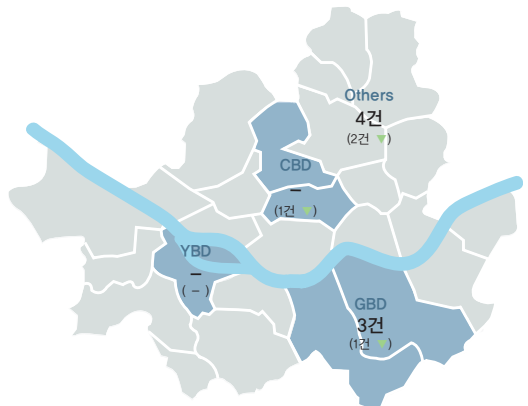 Others
4건
(2건 ▼)
CBD
–
(1건 ▼)
YBD
–
( – )
GBD
3건
(1건 ▼)